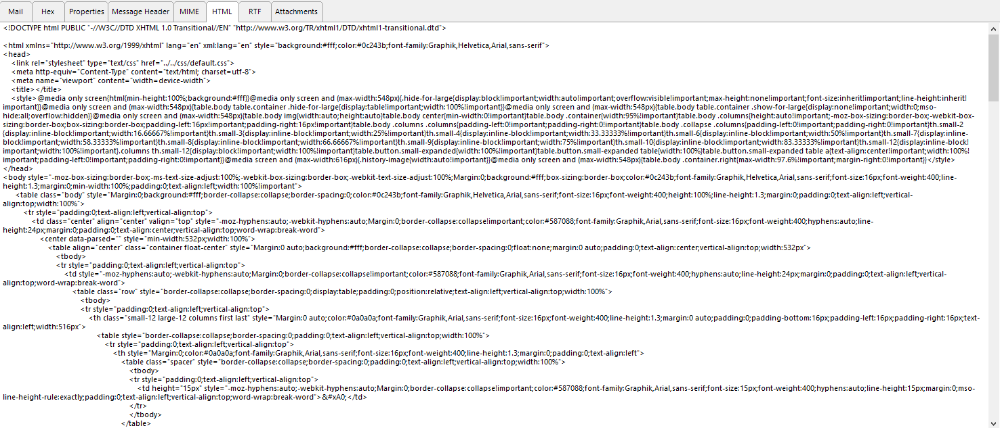 Mail Hex Properties Message Header MIME HTML RTF Attachments
<!DOCTYPE html PUBLIC "-//W3C//DTD XHTML 1.0 Transitional//EN" "http://www.w3.org/TR/xhtml1/DTD/xhtml1-transitional.dtd">
<html xmlns="http://www.w3.org/1999/xhtml" lang="en" xml:lang="en" style="background:#fff;color:#0c243b;font-family:Graphik,Helvetica,Arial,sans-serif">
<head>
<link rel="stylesheet" type="text/css" href="../../css/default.css">
<meta http-equiv="Content-Type" content="text/html; charset=utf-8">
<meta name="viewport" content="width=device-width">
<title></title>
<style>@media only screen{html{min-height:100%;background:#fff}}@media only screen and (max-width:548px){.hide-for-large{display:block!important;width:auto!important;overflow:visible!important;max-height:none!important;font-size:inherit!important;line-height:inherit!
important}}@media only screen and (max-width:548px){table.body table.container .hide-for-large{display:table!important;width:100%!important}}@media only screen and (max-width:548px){table.body table.container .show-for-large{display:none!important;width:0;mso-
hide:all;overflow:hidden}}@media only screen and (max-width:548px){table.body img{width:auto;height:auto}table.body center{min-width:0!important}table.body .container{width:95%!important}table.body .columns{height:auto!important;-moz-box-sizing:border-box;-webkit-box-
sizing:border-box;box-sizing:border-box;padding-left:16px!important;padding-right:16px!important}table.body .columns .columns{padding-left:0!important;padding-right:0!important}table.body .collapse .columns{padding-left:0!important;padding-right:0!important}th.small-2
{display:inline-block!important;width:16.66667%!important}th.small-3{display:inline-block!important;width:25%!important}th.small-4{display:inline-block!important;width:33.33333%!important}th.small-6{display:inline-block!important;width:50%!important}th.small-7{display:inline-
block!important;width:58.33333%!important}th.small-8{display:inline-block!important;width:66.66667%!important}th.small-9{display:inline-block!important;width:75%!important}th.small-10{display:inline-block!important;width:83.33333%!important}th.small-12{display:inline-block!
important;width:100%!important}.columns th.small-12{display:block!important;width:100%!important}table.button.small-expanded{width:100%!important}table.button.small-expanded table{width:100%}table.button.small-expanded table a{text-align:center!important;width:100%!
important;padding-left:0!important;padding-right:0!important}}@media screen and (max-width:616px){.history-image{width:auto!important}}@media only screen and (max-width:548px){table.body .container.right{max-width:97.6%!important;margin-right:0!important}}</style>
</head>
<body style="-moz-box-sizing:border-box;-ms-text-size-adjust:100%;-webkit-box-sizing:border-box;-webkit-text-size-adjust:100%;Margin:0;background:#fff;box-sizing:border-box;color:#0c243b;font-family:Graphik,Helvetica,Arial,sans-serif;font-size:16px;font-weight:400;line-
height:1.3;margin:0;min-width:100%;padding:0;text-align:left;width:100%!important">
<table class="body" style="Margin:0;background:#fff;border-collapse:collapse;border-spacing:0;color:#0c243b;font-family:Graphik,Helvetica,Arial,sans-serif;font-size:16px;font-weight:400;height:100%;line-height:1.3;margin:0;padding:0;text-align:left;vertical-
align:top;width:100%">
<tr style="padding:0;text-align:left;vertical-align:top">
<td class="center" align="center" valign="top" style="-moz-hyphens:auto;-webkit-hyphens:auto;Margin:0;border-collapse:collapse!important;color:#587088;font-family:Graphik,Arial,sans-serif;font-size:16px;font-weight:400;hyphens:auto;line-
height:24px;margin:0;padding:0;text-align:center;vertical-align:top;word-wrap:break-word">
<center data-parsed="" style="min-width:532px;width:100%">
<table align="center" class="container float-center" style="Margin:0 auto;background:#fff;border-collapse:collapse;border-spacing:0;float:none;margin:0 auto;padding:0;text-align:center;vertical-align:top;width:532px">
<tbody>
<tr style="padding:0;text-align:left;vertical-align:top">
<td style="-moz-hyphens:auto;-webkit-hyphens:auto;Margin:0;border-collapse:collapse!important;color:#587088;font-family:Graphik,Arial,sans-serif;font-size:16px;font-weight:400;hyphens:auto;line-height:24px;margin:0;padding:0;text-align:left;vertical-
align:top;word-wrap:break-word">
<table class="row" style="border-collapse:collapse;border-spacing:0;display:table;padding:0;position:relative;text-align:left;vertical-align:top;width:100%">
<tbody>
<tr style="padding:0;text-align:left;vertical-align:top">
<th class="small-12 large-12 columns first last" style="Margin:0 auto;color:#0a0a0a;font-family:Graphik,Arial,sans-serif;font-size:16px;font-weight:400;line-height:1.3;margin:0 auto;padding:0;padding-bottom:16px;padding-left:16px;padding-right:16px;text-
align:left;width:516px">
<table style="border-collapse:collapse;border-spacing:0;padding:0;text-align:left;vertical-align:top;width:100%">
<tr style="padding:0;text-align:left;vertical-align:top">
<th style="Margin:0;color:#0a0a0a;font-family:Graphik,Arial,sans-serif;font-size:16px;font-weight:400;line-height:1.3;margin:0;padding:0;text-align:left">
<table class="spacer" style="border-collapse:collapse;border-spacing:0;padding:0;text-align:left;vertical-align:top;width:100%">
<tbody>
<tr style="padding:0;text-align:left;vertical-align:top">
<td height="15px" style="-moz-hyphens:auto;-webkit-hyphens:auto;Margin:0;border-collapse:collapse!important;color:#587088;font-family:Graphik,Arial,sans-serif;font-size:15px;font-weight:400;hyphens:auto;line-height:15px;margin:0;mso-
line-height-rule:exactly;padding:0;text-align:left;vertical-align:top;word-wrap:break-word">&#xA0;</td>
</tr>
</tbody>
</table>